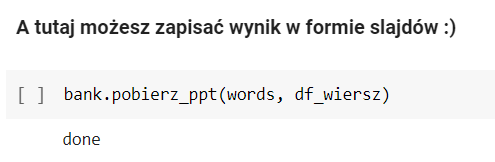 A tutaj możesz zapisać wynik w formie slajdów :)
[ ] bank.pobierz_ppt(words, df_wiersz)
done